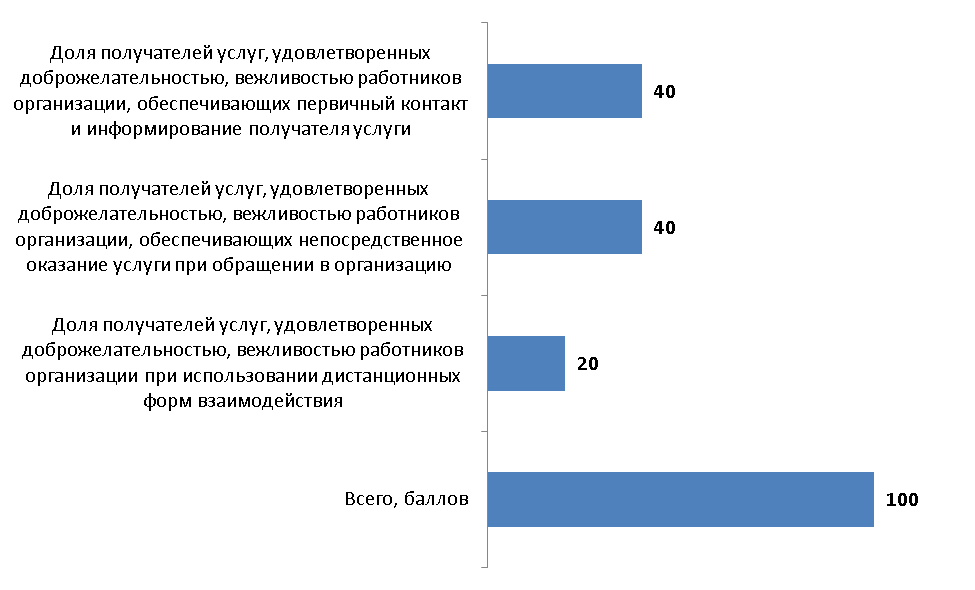 Доля получателей услуг, удовлетворенных
доброжелательностью, вежливостью работников
организации, обеспечивающих первичный контакт
и информирование получателя услуги
40
Доля получателей услуг, удовлетворенных
доброжелательностью, вежливостью работников
организации, обеспечивающих непосредственное
оказание услуги при обращении в организацию
40
Доля получателей услуг, удовлетворенных
доброжелательностью, вежливостью работников
организации при использовании дистанционных
форм взаимодействия
20
Всего, баллов
100